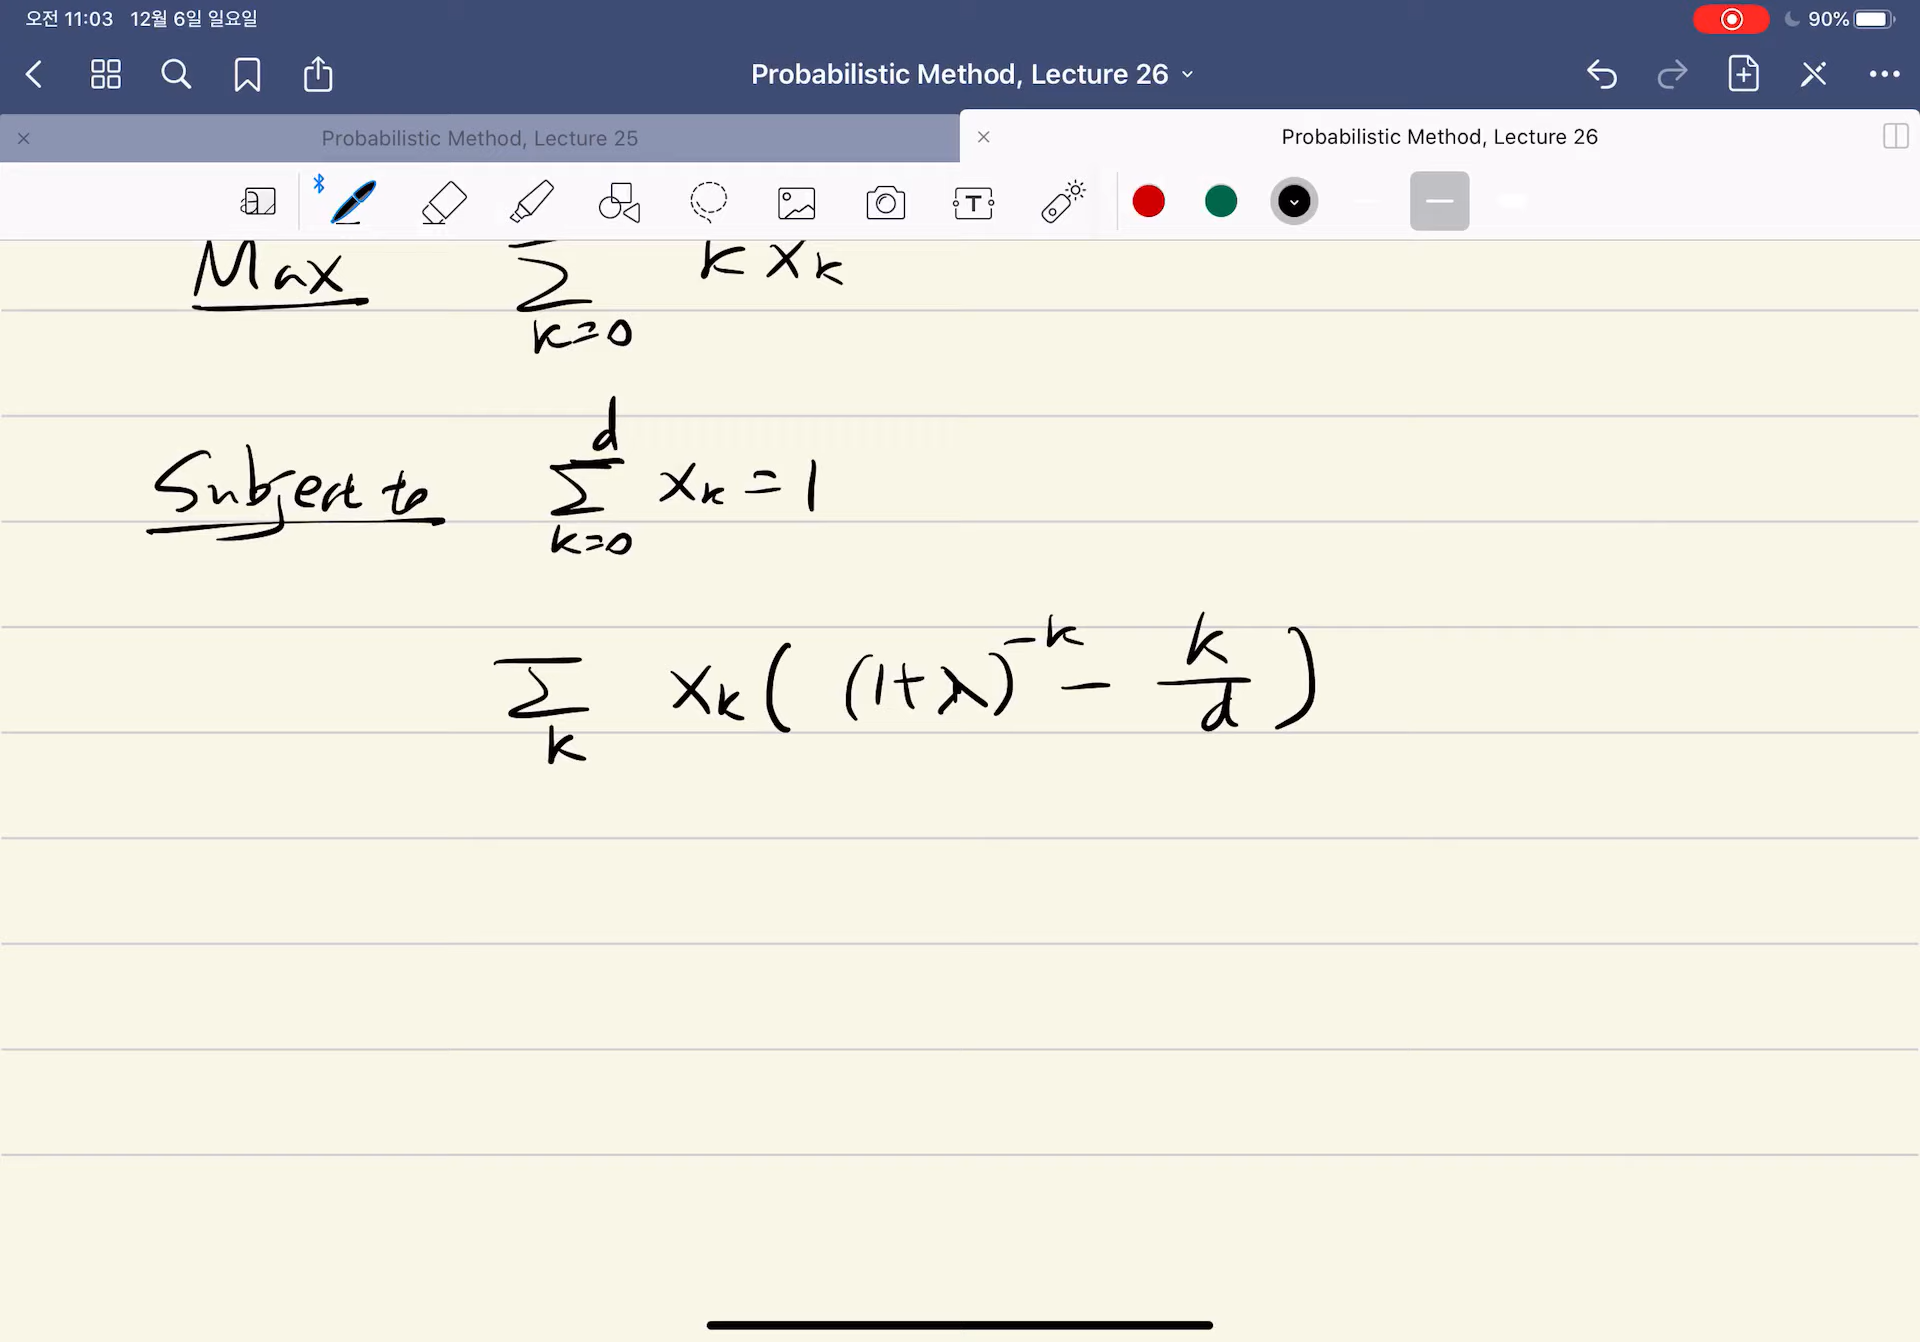 오전 11:03 12월 6일 일요일 90%
Probabilistic Method, Lecture 26
Probabilistic Method, Lecture 25 Probabilistic Method, Lecture 26
Max ∑_{k=0} k x_k
Subject to ∑_{k=0}^{d} x_k = 1
∑_k x_k ( (1+λ)^{-k} - k/d )